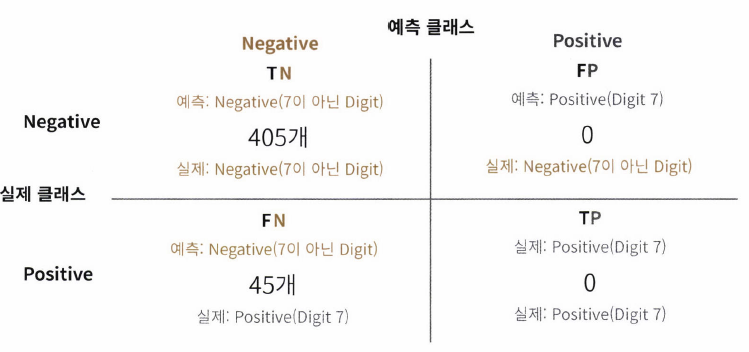 예측 클래스
Negative
Positive
TN
FP
예측: Negative(7이 아닌 Digit)
예측: Positive(Digit 7)
Negative
405개
0
실제: Negative(7이 아닌 Digit)
실제: Negative(7이 아닌 Digit)
실제 클래스
FN
TP
예측: Negative(7이 아닌 Digit)
실제: Positive(Digit 7)
Positive
45개
0
실제: Positive(Digit 7)
실제: Positive(Digit 7)